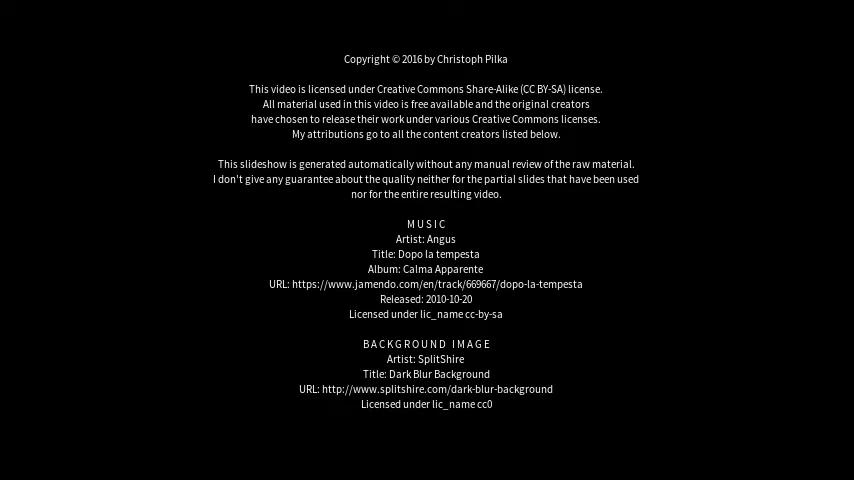 Copyright © 2016 by Christoph Pilka
This video is licensed under Creative Commons Share-Alike (CC BY-SA) license.
All material used in this video is free available and the original creators
have chosen to release their work under various Creative Commons licenses.
My attributions go to all the content creators listed below.
This slideshow is generated automatically without any manual review of the raw material.
I don't give any guarantee about the quality neither for the partial slides that have been used
nor for the entire resulting video.
MUSIC
Artist: Angus
Title: Dopo la tempesta
Album: Calma Apparente
URL: https://www.jamendo.com/en/track/669667/dopo-la-tempesta
Released: 2010-10-20
Licensed under lic_name cc-by-sa
BACKGROUND IMAGE
Artist: SplitShire
Title: Dark Blur Background
URL: http://www.splitshire.com/dark-blur-background
Licensed under lic_name cc0